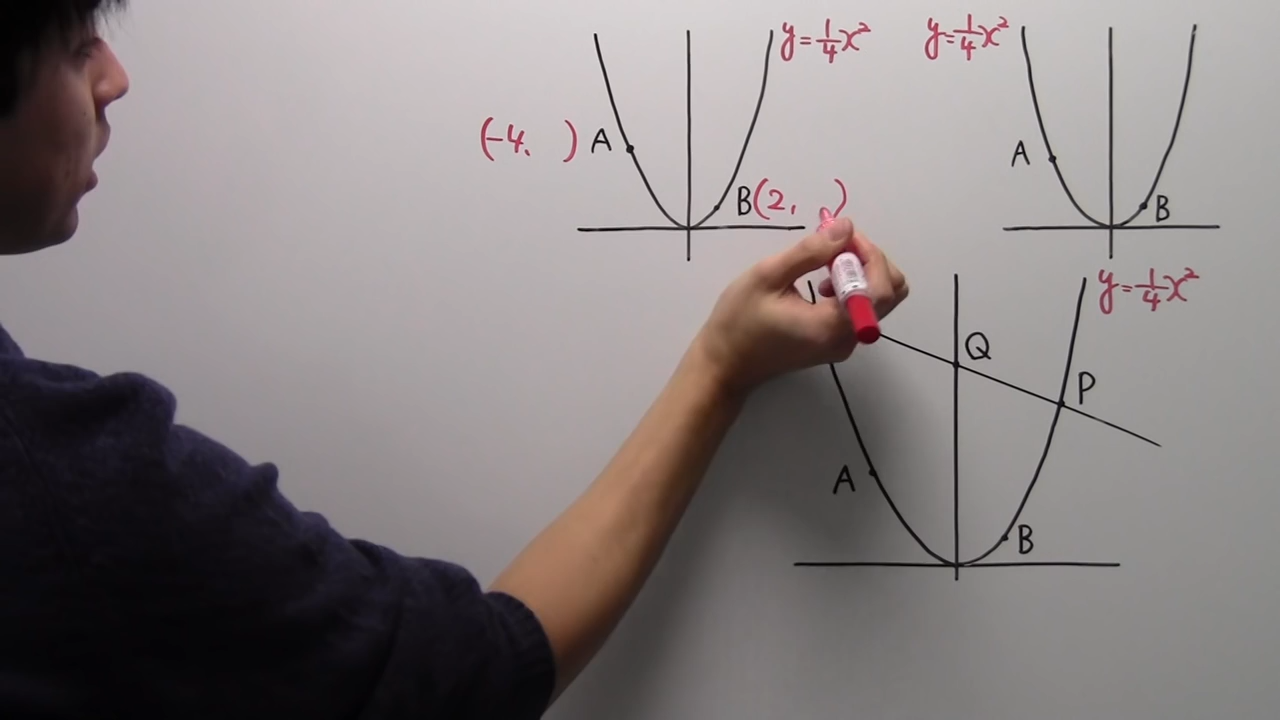 y=1/4x²
(-4, ) A
B(2, )
y=1/4x²
A
B
y=1/4x²
Q
P
A
B